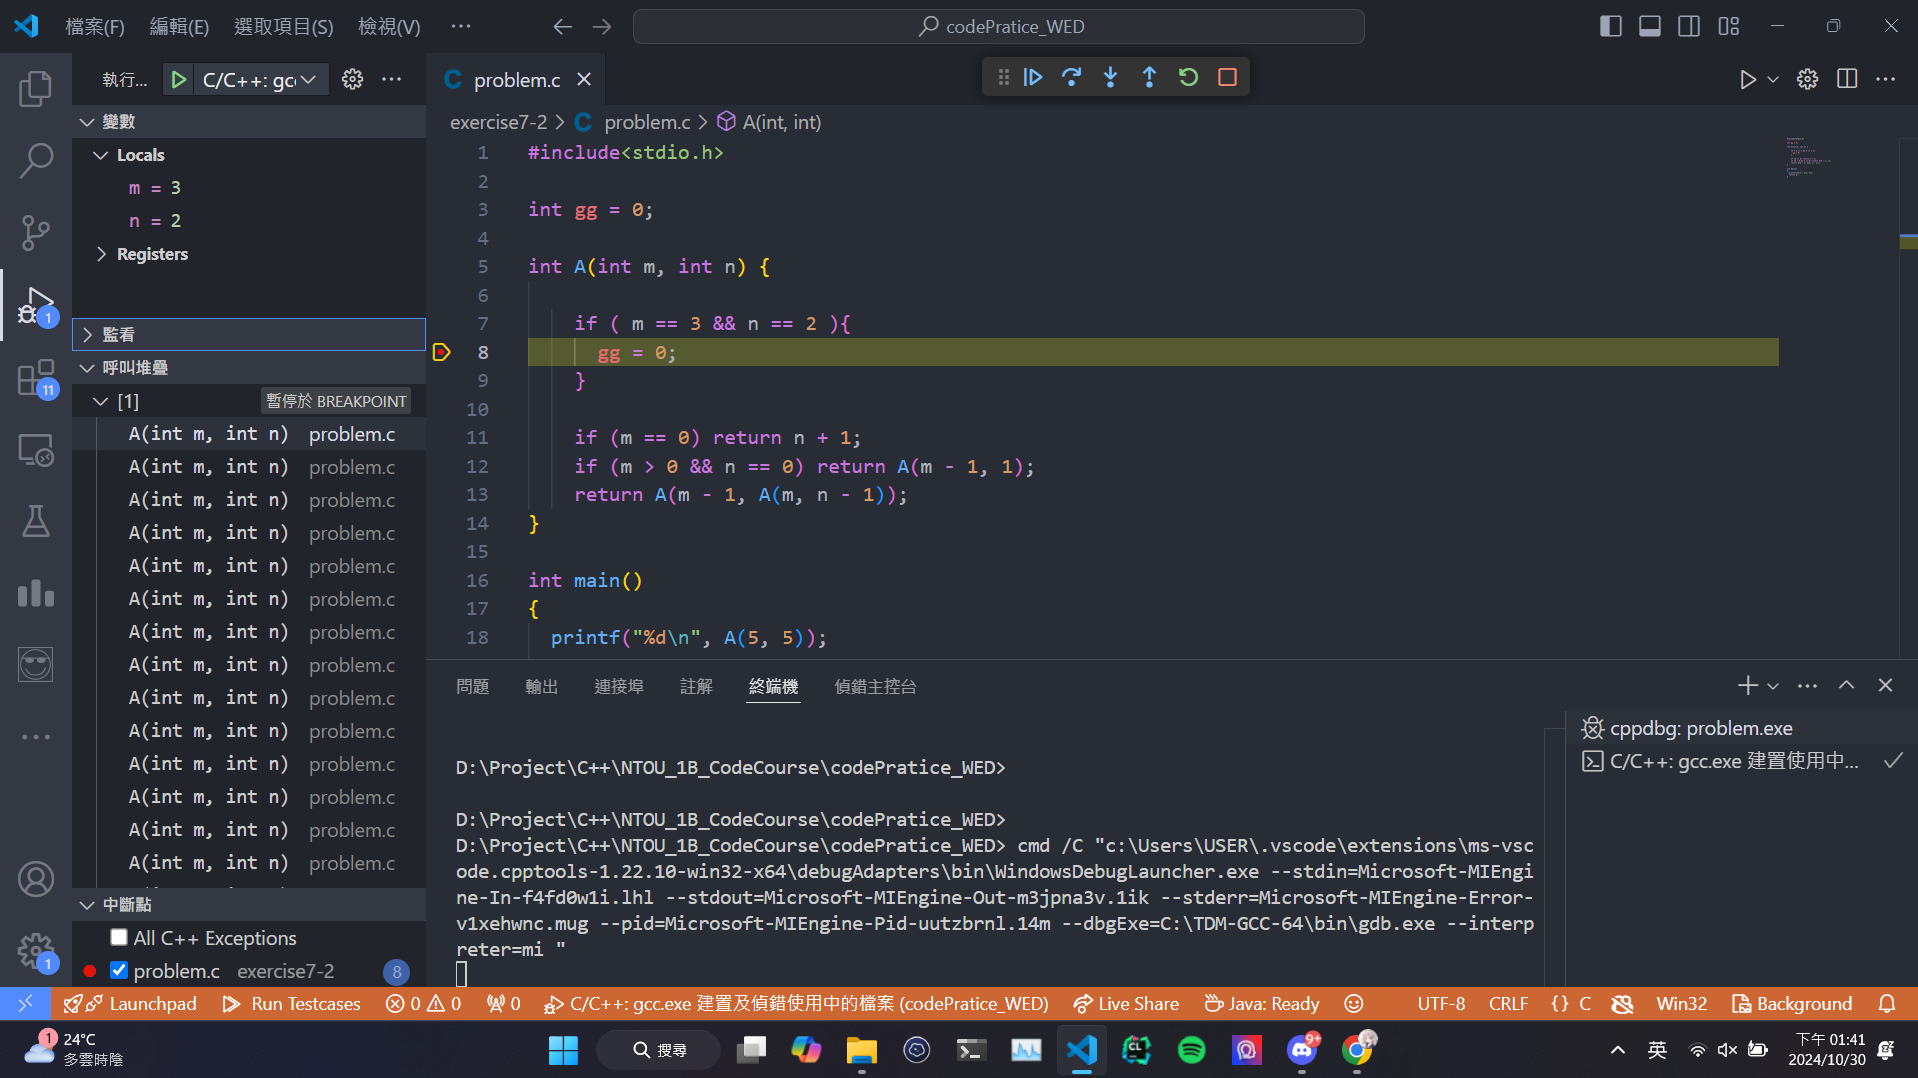 檔案(F) 編輯(E) 選取項目(S) 檢視(V) ··· codePratice_WED
執行... C/C++: gcc ···
problem.c
變數
Locals
m = 3
n = 2
Registers
監看
呼叫堆疊
[1] 暫停於 BREAKPOINT
A(int m, int n) problem.c
A(int m, int n) problem.c
A(int m, int n) problem.c
A(int m, int n) problem.c
A(int m, int n) problem.c
A(int m, int n) problem.c
A(int m, int n) problem.c
A(int m, int n) problem.c
A(int m, int n) problem.c
A(int m, int n) problem.c
A(int m, int n) problem.c
A(int m, int n) problem.c
A(int m, int n) problem.c
A(int m, int n) problem.c
中斷點
All C++ Exceptions
problem.c exercise7-2 8
1
11
1
exercise7-2 > C problem.c > A(int, int)
1 #include<stdio.h>
2
3 int gg = 0;
4
5 int A(int m, int n) {
6
7 if ( m == 3 && n == 2 ){
8 gg = 0;
9 }
10
11 if (m == 0) return n + 1;
12 if (m > 0 && n == 0) return A(m - 1, 1);
13 return A(m - 1, A(m, n - 1));
14 }
15
16 int main()
17 {
18 printf("%d\n", A(5, 5));
問題 輸出 連接埠 註解 終端機 偵錯主控台
D:\Project\C++\NTOU_1B_CodeCourse\codePratice_WED>
D:\Project\C++\NTOU_1B_CodeCourse\codePratice_WED>
D:\Project\C++\NTOU_1B_CodeCourse\codePratice_WED> cmd /C "c:\Users\USER\.vscode\extensions\ms-vsc
ode.cpptools-1.22.10-win32-x64\debugAdapters\bin\WindowsDebugLauncher.exe --stdin=Microsoft-MIEngi
ne-In-f4fd0w1i.lhl --stdout=Microsoft-MIEngine-Out-m3jpna3v.1ik --stderr=Microsoft-MIEngine-Error-
v1xehwnc.mug --pid=Microsoft-MIEngine-Pid-uutzbrnl.14m --dbgExe=C:\TDM-GCC-64\bin\gdb.exe --interp
reter=mi "
cppdbg: problem.exe
C/C++: gcc.exe 建置使用中...
Launchpad Run Testcases 0 0 0 C/C++: gcc.exe 建置及偵錯使用中的檔案 (codePratice_WED) Live Share Java: Ready UTF-8 CRLF {} C Win32 Background
1
24°C
多雲時陰
搜尋
CL
9+
英
下午 01:41
2024/10/30